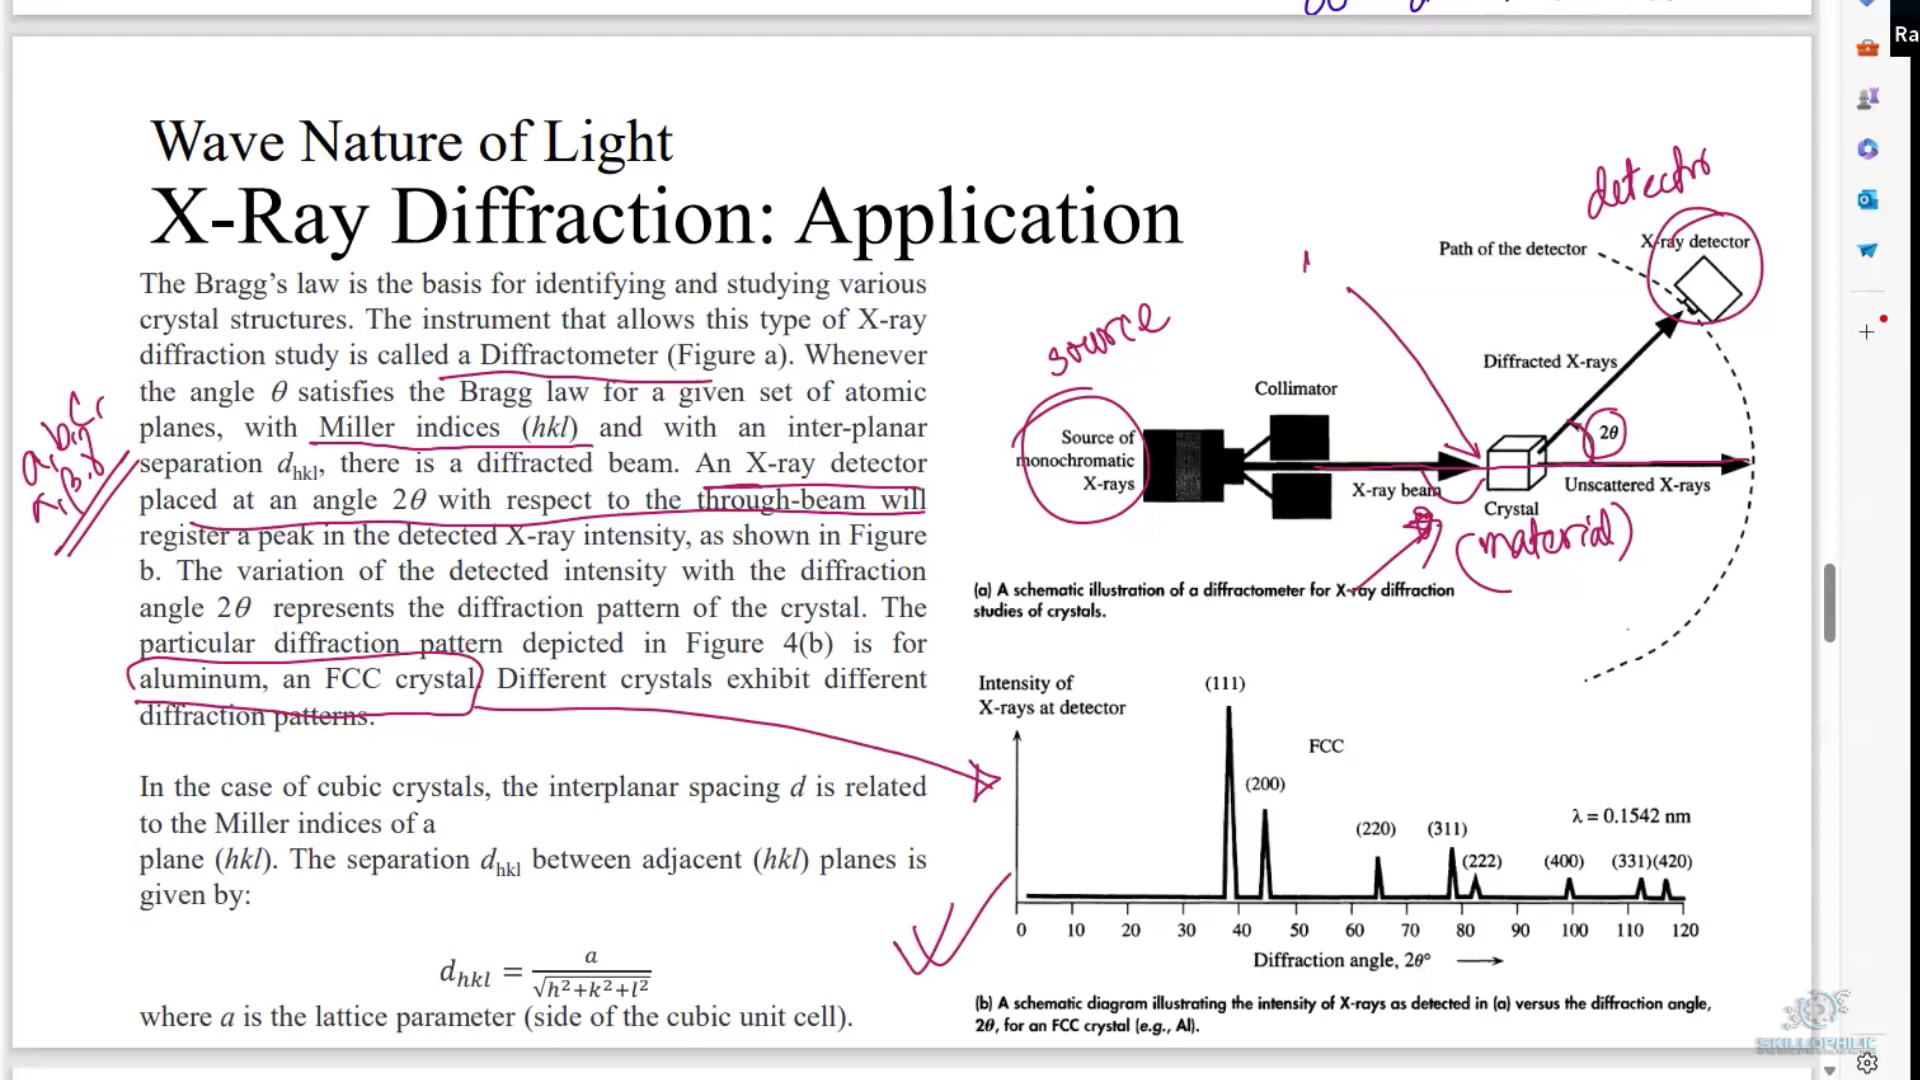 Ra
Wave Nature of Light
X-Ray Diffraction: Application
The Bragg's law is the basis for identifying and studying various
crystal structures. The instrument that allows this type of X-ray
diffraction study is called a Diffractometer (Figure a). Whenever
the angle θ satisfies the Bragg law for a given set of atomic
planes, with Miller indices (hkl) and with an inter-planar
separation d_hkl, there is a diffracted beam. An X-ray detector
placed at an angle 2θ with respect to the through-beam will
register a peak in the detected X-ray intensity, as shown in Figure
b. The variation of the detected intensity with the diffraction
angle 2θ represents the diffraction pattern of the crystal. The
particular diffraction pattern depicted in Figure 4(b) is for
aluminum, an FCC crystal. Different crystals exhibit different
diffraction patterns.
In the case of cubic crystals, the interplanar spacing d is related
to the Miller indices of a
plane (hkl). The separation d_hkl between adjacent (hkl) planes is
given by:
d_hkl = a / √h²+k²+l²
where a is the lattice parameter (side of the cubic unit cell).
detector
source
Path of the detector
X-ray detector
Diffracted X-rays
Collimator
2θ
Source of
monochromatic
X-rays
X-ray beam
Unscattered X-rays
Crystal
(material)
(a) A schematic illustration of a diffractometer for X-ray diffraction
studies of crystals.
Intensity of
X-rays at detector
(111)
FCC
(200)
λ = 0.1542 nm
(220) (311)
(222) (400) (331)(420)
0 10 20 30 40 50 60 70 80 90 100 110 120
Diffraction angle, 2θ°
(b) A schematic diagram illustrating the intensity of X-rays as detected in (a) versus the diffraction angle,
2θ, for an FCC crystal (e.g., Al).
SKILLOPHILIC